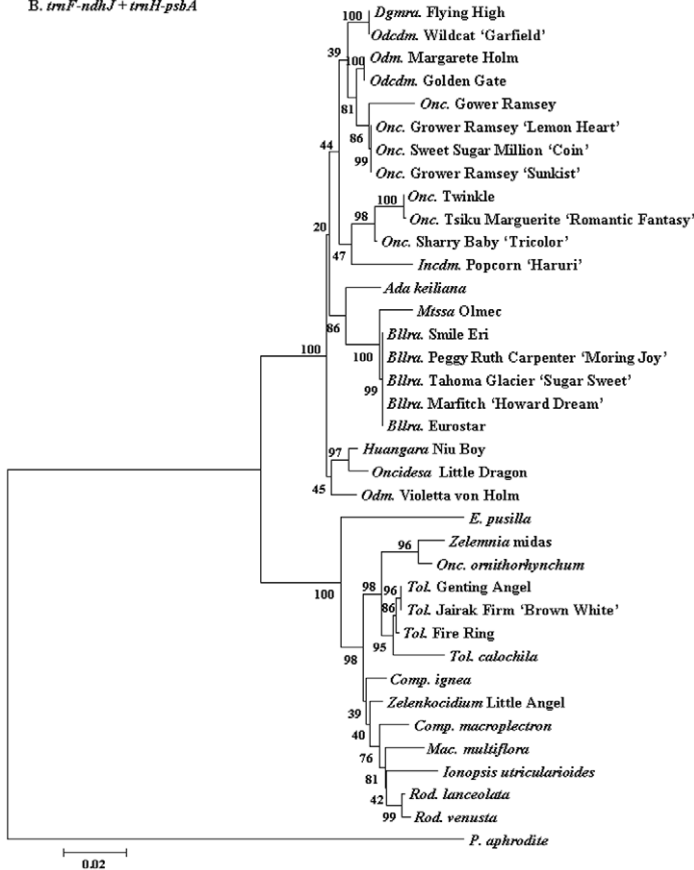 B. trnF-ndhJ + trnH-psbA
100 Dgmra. Flying High
Odcdm. Wildcat ‘Garfield’
39
100 Odm. Margarete Holm
Odcdm. Golden Gate
81 Onc. Gower Ramsey
86 Onc. Grower Ramsey ‘Lemon Heart’
44
Onc. Sweet Sugar Million ‘Coin’
99
Onc. Grower Ramsey ‘Sunkist’
100 Onc. Twinkle
98 Onc. Tsiku Marguerite ‘Romantic Fantasy’
20
Onc. Sharry Baby ‘Tricolor’
47
Incdm. Popcorn ‘Haruri’
Ada keiliana
86 Mtssa Olmec
Bllra. Smile Eri
100 100 Bllra. Peggy Ruth Carpenter ‘Moring Joy’
Bllra. Tahoma Glacier ‘Sugar Sweet’
99
Bllra. Marfitch ‘Howard Dream’
Bllra. Eurostar
97 Huangara Niu Boy
Oncidesa Little Dragon
45 Odm. Violetta von Holm
E. pusilla
96 Zelemnia midas
Onc. ornithorhynchum
100 98 96 Tol. Genting Angel
86 Tol. Jairak Firm ‘Brown White’
Tol. Fire Ring
95
98 Tol. calochila
Comp. ignea
Zelenkocidium Little Angel
39
40 Comp. macroplectron
Mac. multiflora
76
81 Ionopsis utricularioides
42 Rod. lanceolata
99 Rod. venusta
P. aphrodite
0.02